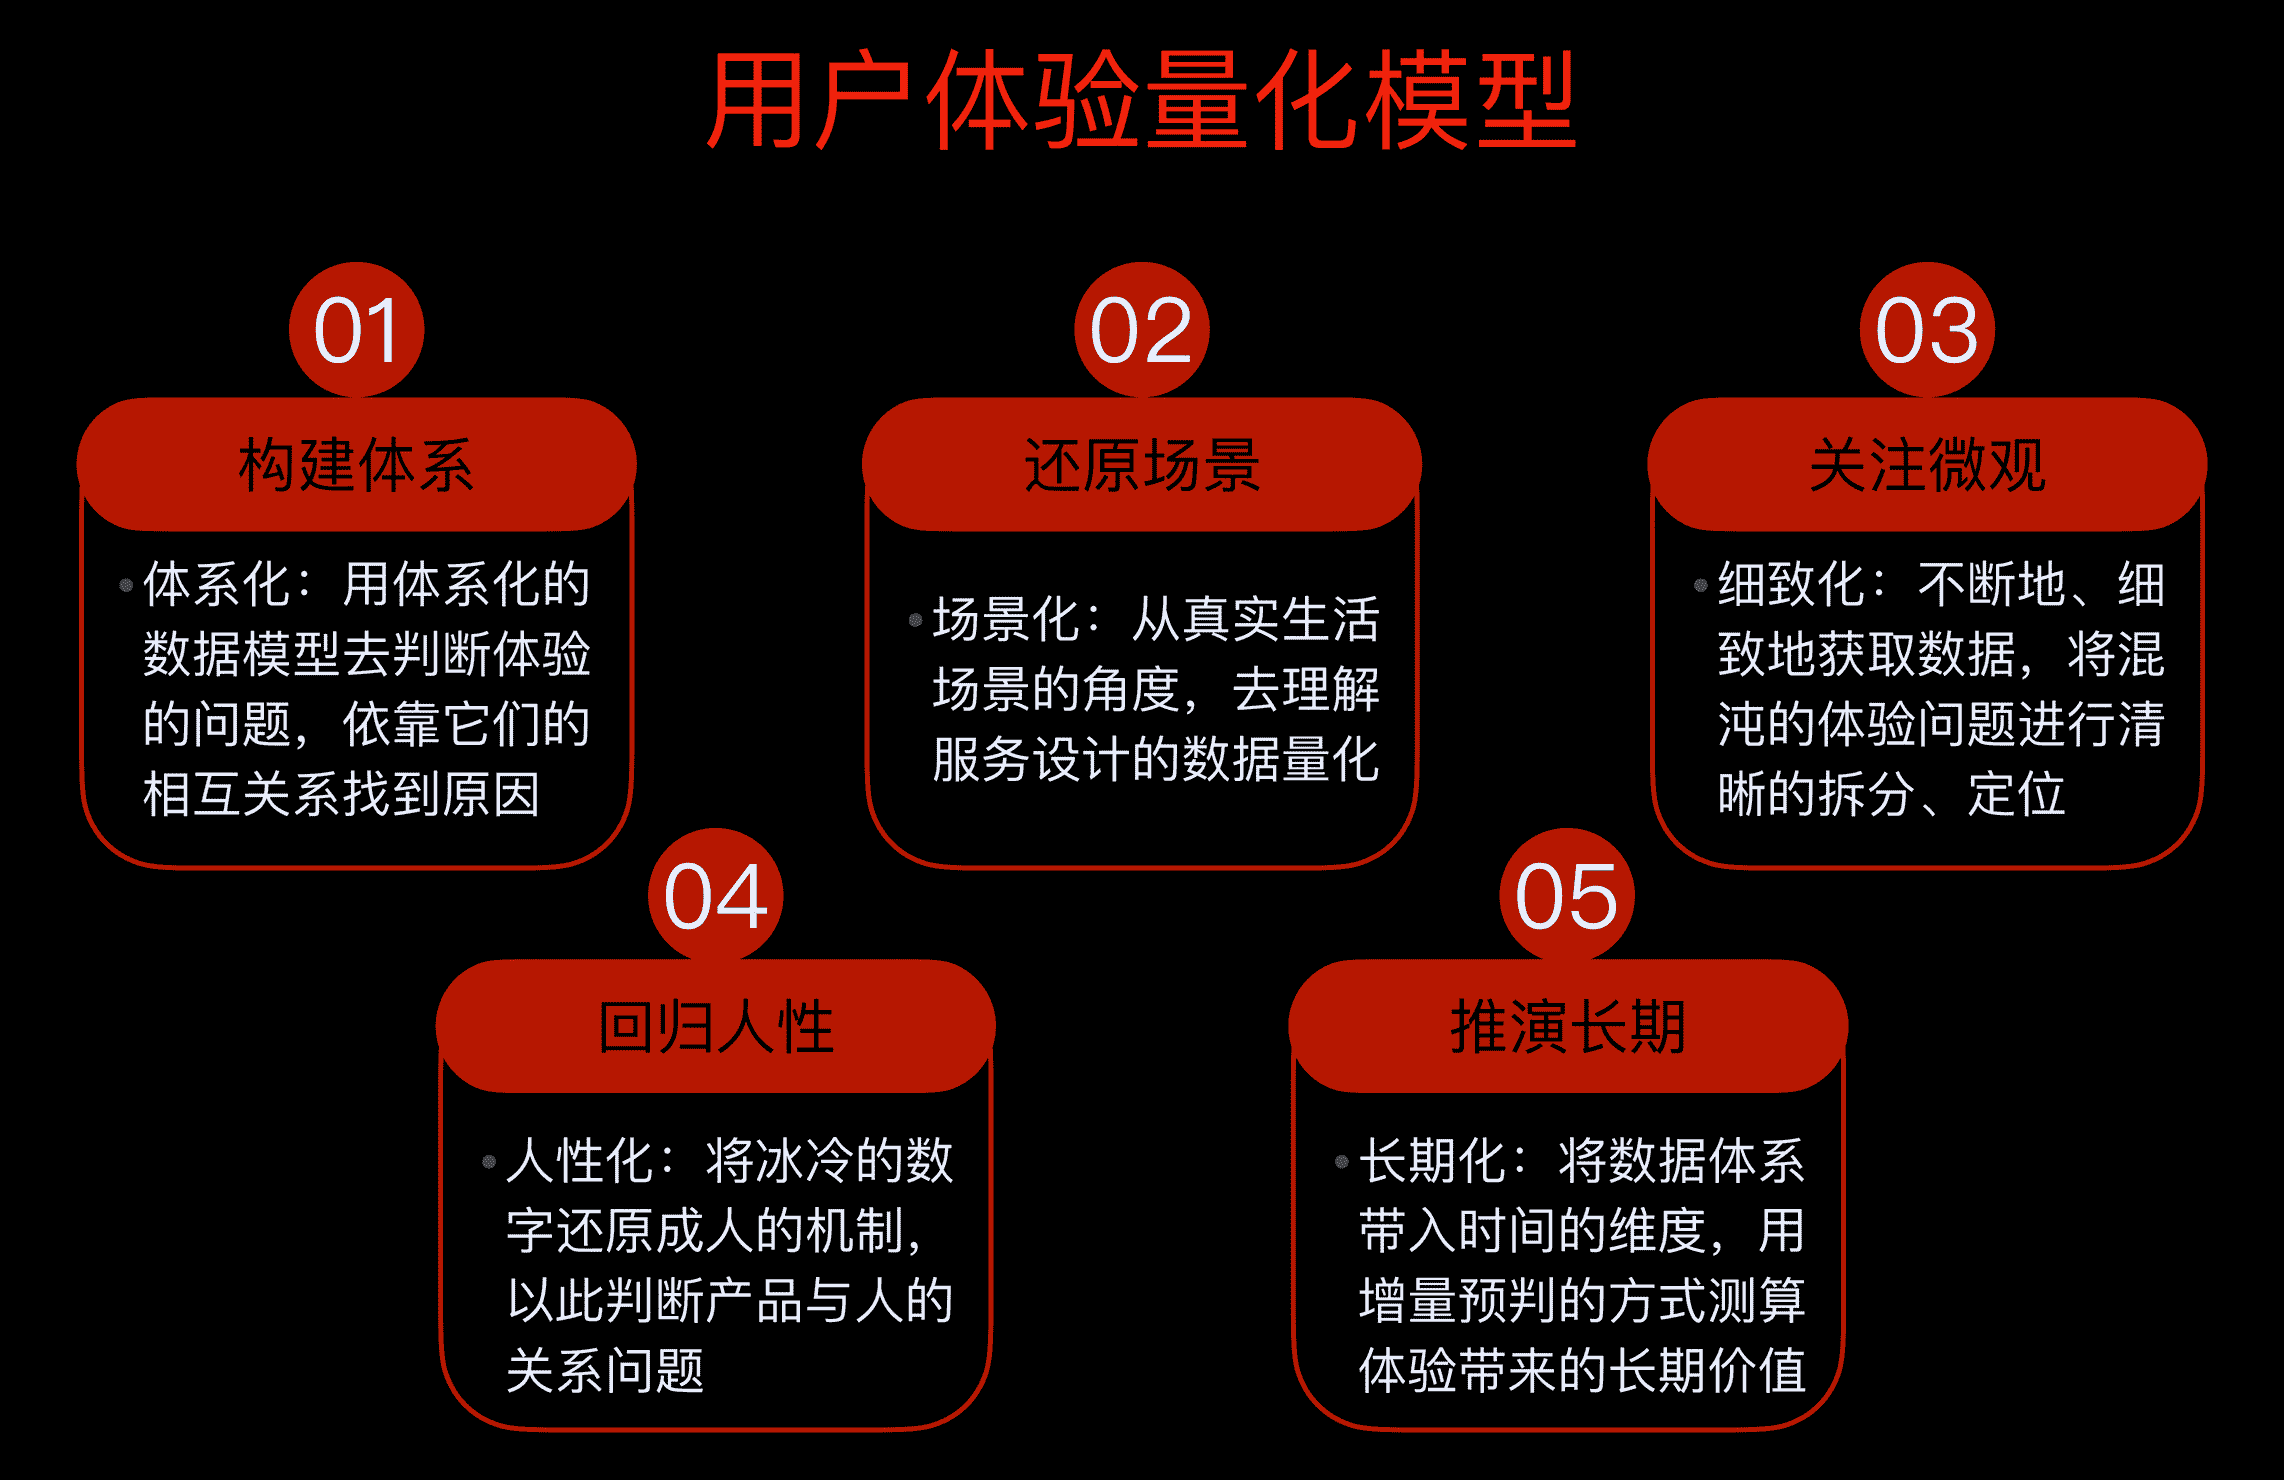 用户体验量化模型
01
构建体系
体系化：用体系化的
数据模型去判断体验
的问题，依靠它们的
相互关系找到原因
02
还原场景
场景化：从真实生活
场景的角度，去理解
服务设计的数据量化
03
关注微观
细致化：不断地、细
致地获取数据，将混
沌的体验问题进行清
晰的拆分、定位
04
回归人性
人性化：将冰冷的数
字还原成人的机制，
以此判断产品与人的
关系问题
05
推演长期
长期化：将数据体系
带入时间的维度，用
增量预判的方式测算
体验带来的长期价值